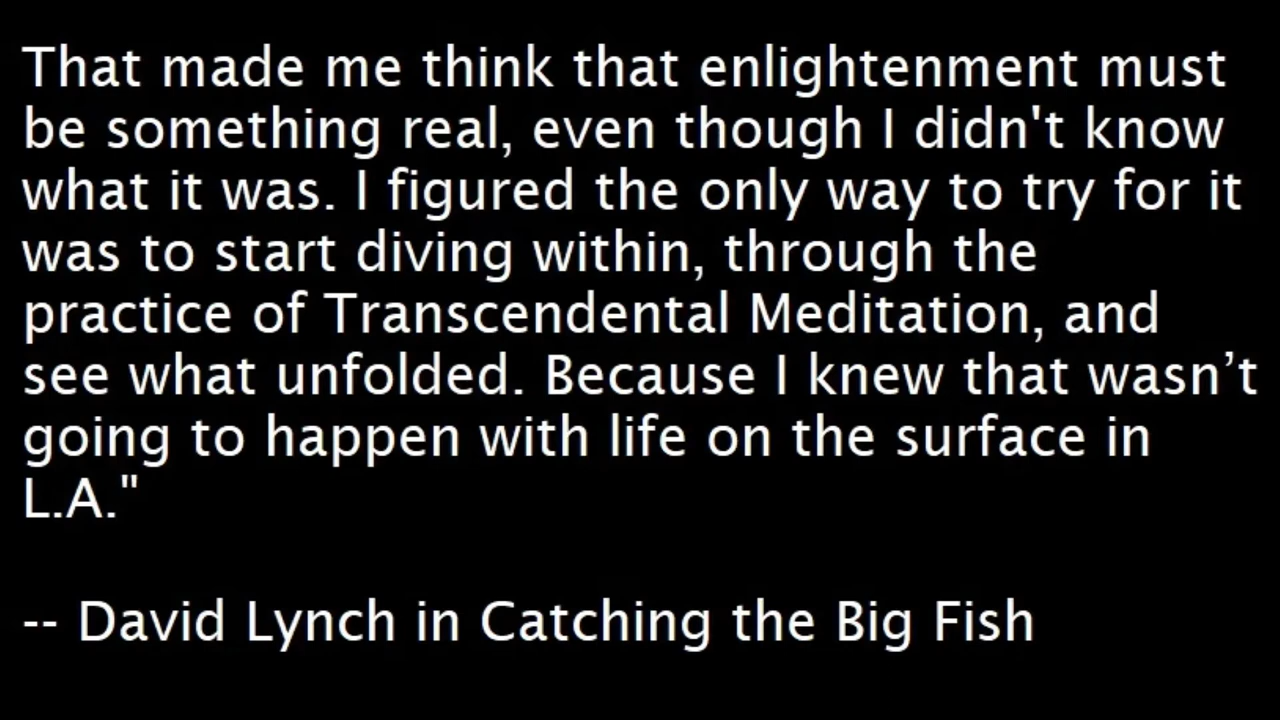 That made me think that enlightenment must
be something real, even though I didn't know
what it was. I figured the only way to try for it
was to start diving within, through the
practice of Transcendental Meditation, and
see what unfolded. Because I knew that wasn’t
going to happen with life on the surface in
L.A."
-- David Lynch in Catching the Big Fish